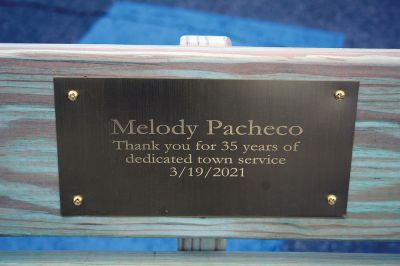 Melody Pacheco
Thank you for 35 years of
dedicated town service
3/19/2021